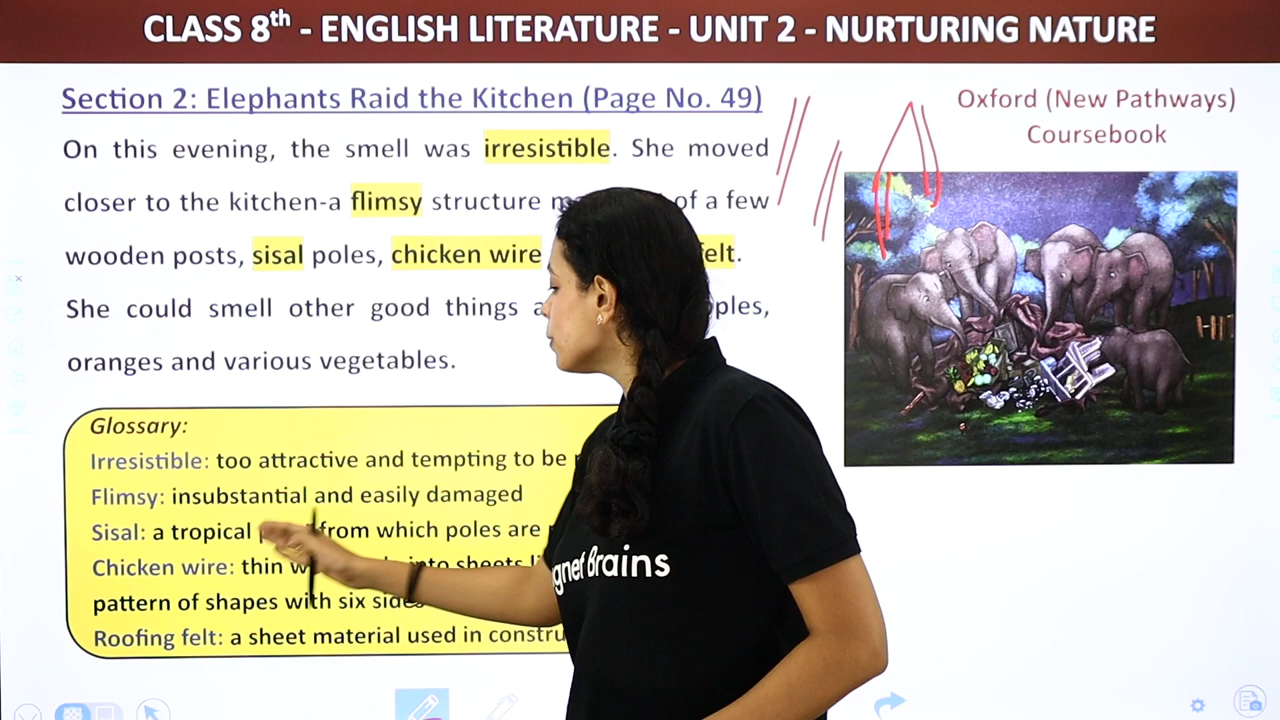 CLASS 8th - ENGLISH LITERATURE - UNIT 2 - NURTURING NATURE
Section 2: Elephants Raid the Kitchen (Page No. 49)
Oxford (New Pathways)
Coursebook
On this evening, the smell was irresistible. She moved
closer to the kitchen-a flimsy structure of a few
wooden posts, sisal poles, chicken wire felt.
She could smell other good things
oranges and various vegetables.
Glossary:
Irresistible: too attractive and tempting to be
Flimsy: insubstantial and easily damaged
Sisal: a tropical from which poles are
Chicken wire: thin into sheets
pattern of shapes with six
Roofing felt: a sheet material used in
Brains